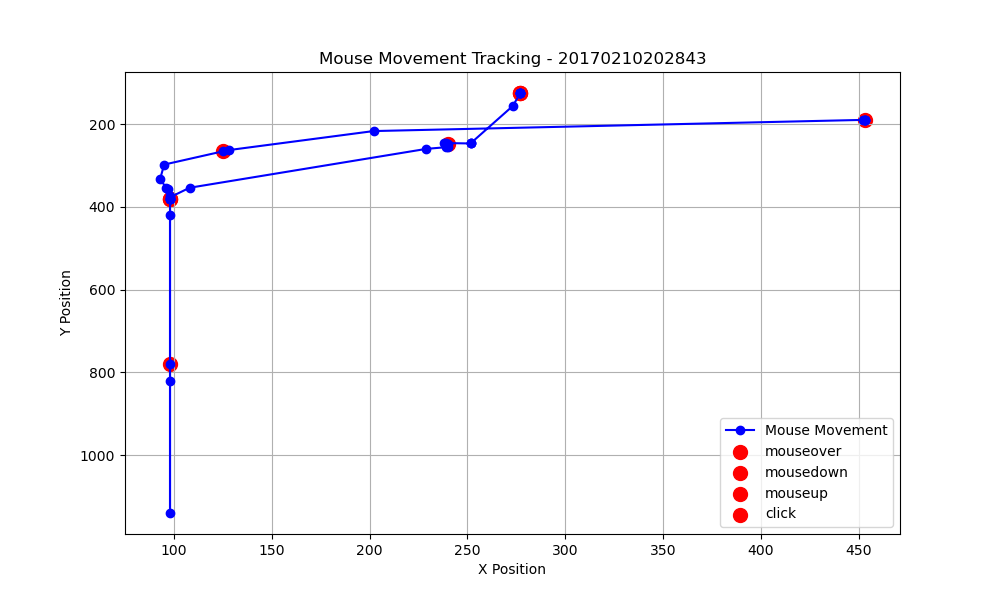 Mouse Movement Tracking - 20170210202843
Y Position
200
400
600
800
1000
Mouse Movement
mouseover
mousedown
mouseup
click
100 150 200 250 300 350 400 450
X Position